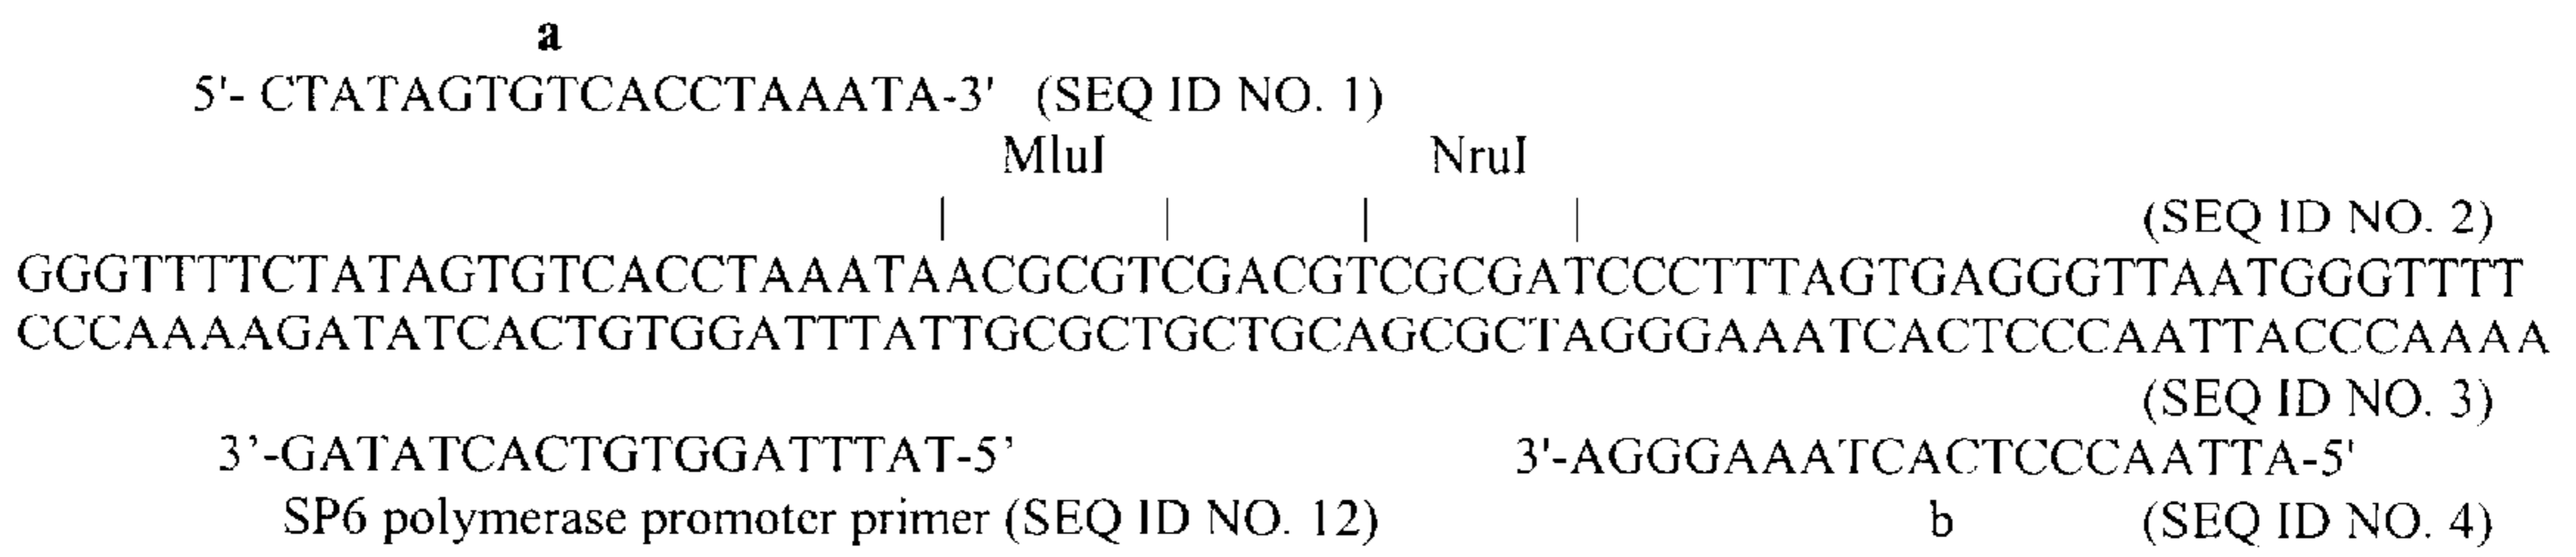 a
5'- CTATAGTGTCACCTAAATA-3' (SEQ ID NO. 1)
MluI NruI
| | | | (SEQ ID NO. 2)
GGGTTTTCTATAGTGTCACCTAAATAACGCGTCGACGTCGCGATCCCTTTAGTGAGGGTTAATGGGTTTT
CCCAAAAGATATCACTGTGGATTTATTGCGCTGCTGCAGCGCTAGGGAAATCACTCCCAATTACCCAAAA
(SEQ ID NO. 3)
3’-GATATCACTGTGGATTTAT-5’ 3'-AGGGAAATCACTCCCAATTA-5'
SP6 polymerase promoter primer (SEQ ID NO. 12) b (SEQ ID NO. 4)